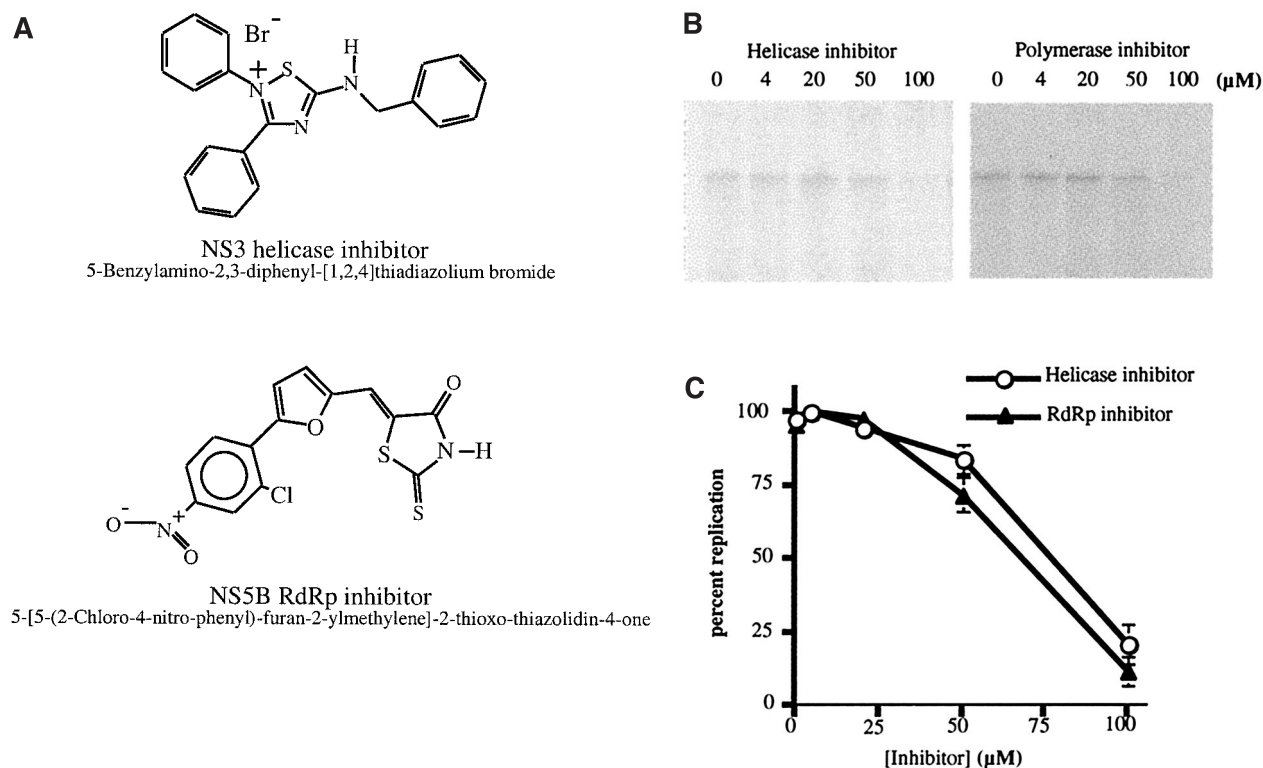 A
Br -
+
N
S
N
N
H
NS3 helicase inhibitor
5-Benzylamino-2,3-diphenyl-[1,2,4]thiadiazolium bromide
O
O
S
N-H
S
Cl
O - N +
O
NS5B RdRp inhibitor
5-[5-(2-Chloro-4-nitro-phenyl)-furan-2-ylmethylene]-2-thioxo-thiazolidin-4-one
B
Helicase inhibitor
0 4 20 50 100
Polymerase inhibitor
0 4 20 50 100 (μM)
C
Helicase inhibitor
RdRp inhibitor
percent replication
100
75
50
25
0
0 25 50 75 100
[Inhibitor] (μM)